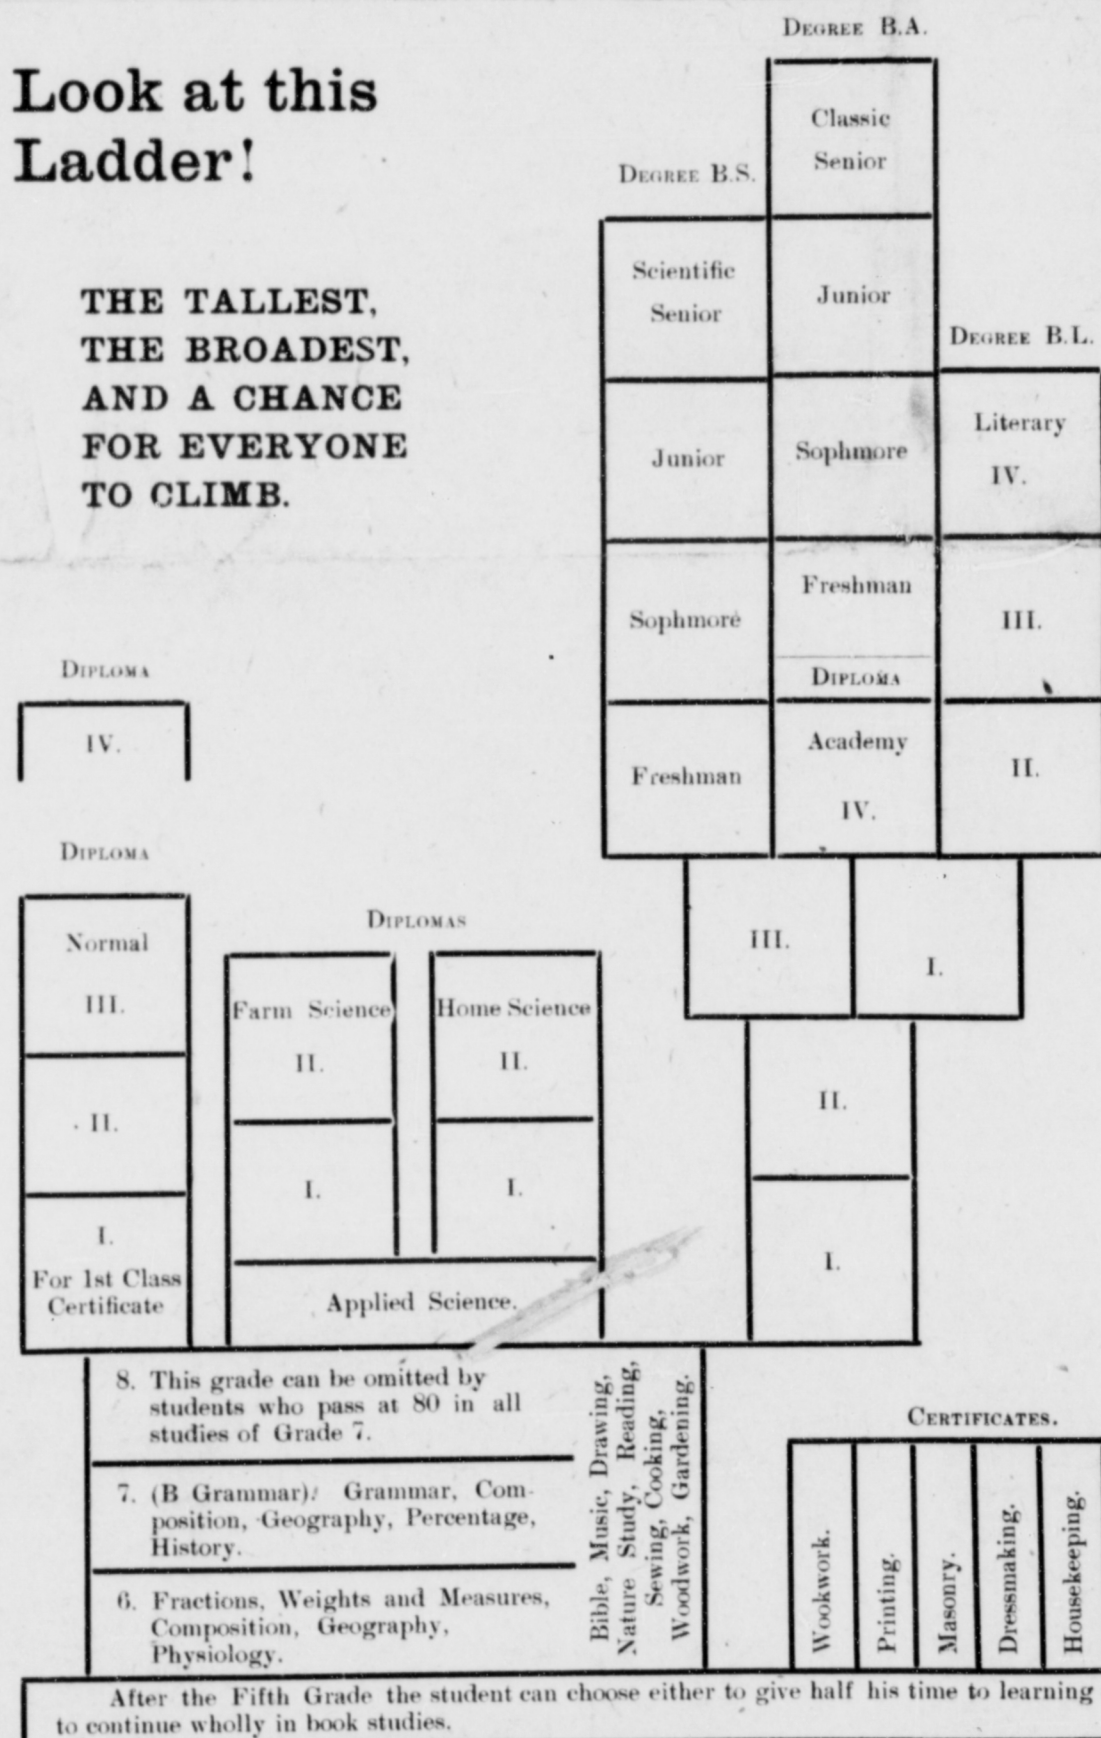 Look at this
Ladder!
THE TALLEST,
THE BROADEST,
AND A CHANCE
FOR EVERYONE
TO CLIMB.
DEGREE B.A.
Classic
Senior
Junior
Sophmore
Freshman
DIPLOMA
Academy
IV.
DEGREE B.S.
Scientific
Senior
Junior
Sophmore
Freshman
DEGREE B.L.
Literary
IV.
III.
II.
III.
I.
II.
I.
DIPLOMA
IV.
DIPLOMA
Normal
III.
II.
I.
For 1st Class
Certificate
DIPLOMAS
Farm Science
II.
I.
Home Science
II.
I.
Applied Science.
8. This grade can be omitted by
students who pass at 80 in all
studies of Grade 7.
7. (B Grammar): Grammar, Com-
position, Geography, Percentage,
History.
6. Fractions, Weights and Measures,
Composition, Geography,
Physiology.
Bible, Music, Drawing,
Nature Study, Reading,
Sewing, Cooking,
Woodwork, Gardening.
CERTIFICATES.
Wookwork.
Printing.
Masonry.
Dressmaking.
Housekeeping.
After the Fifth Grade the student can choose either to give half his time to learning
to continue wholly in book studies.